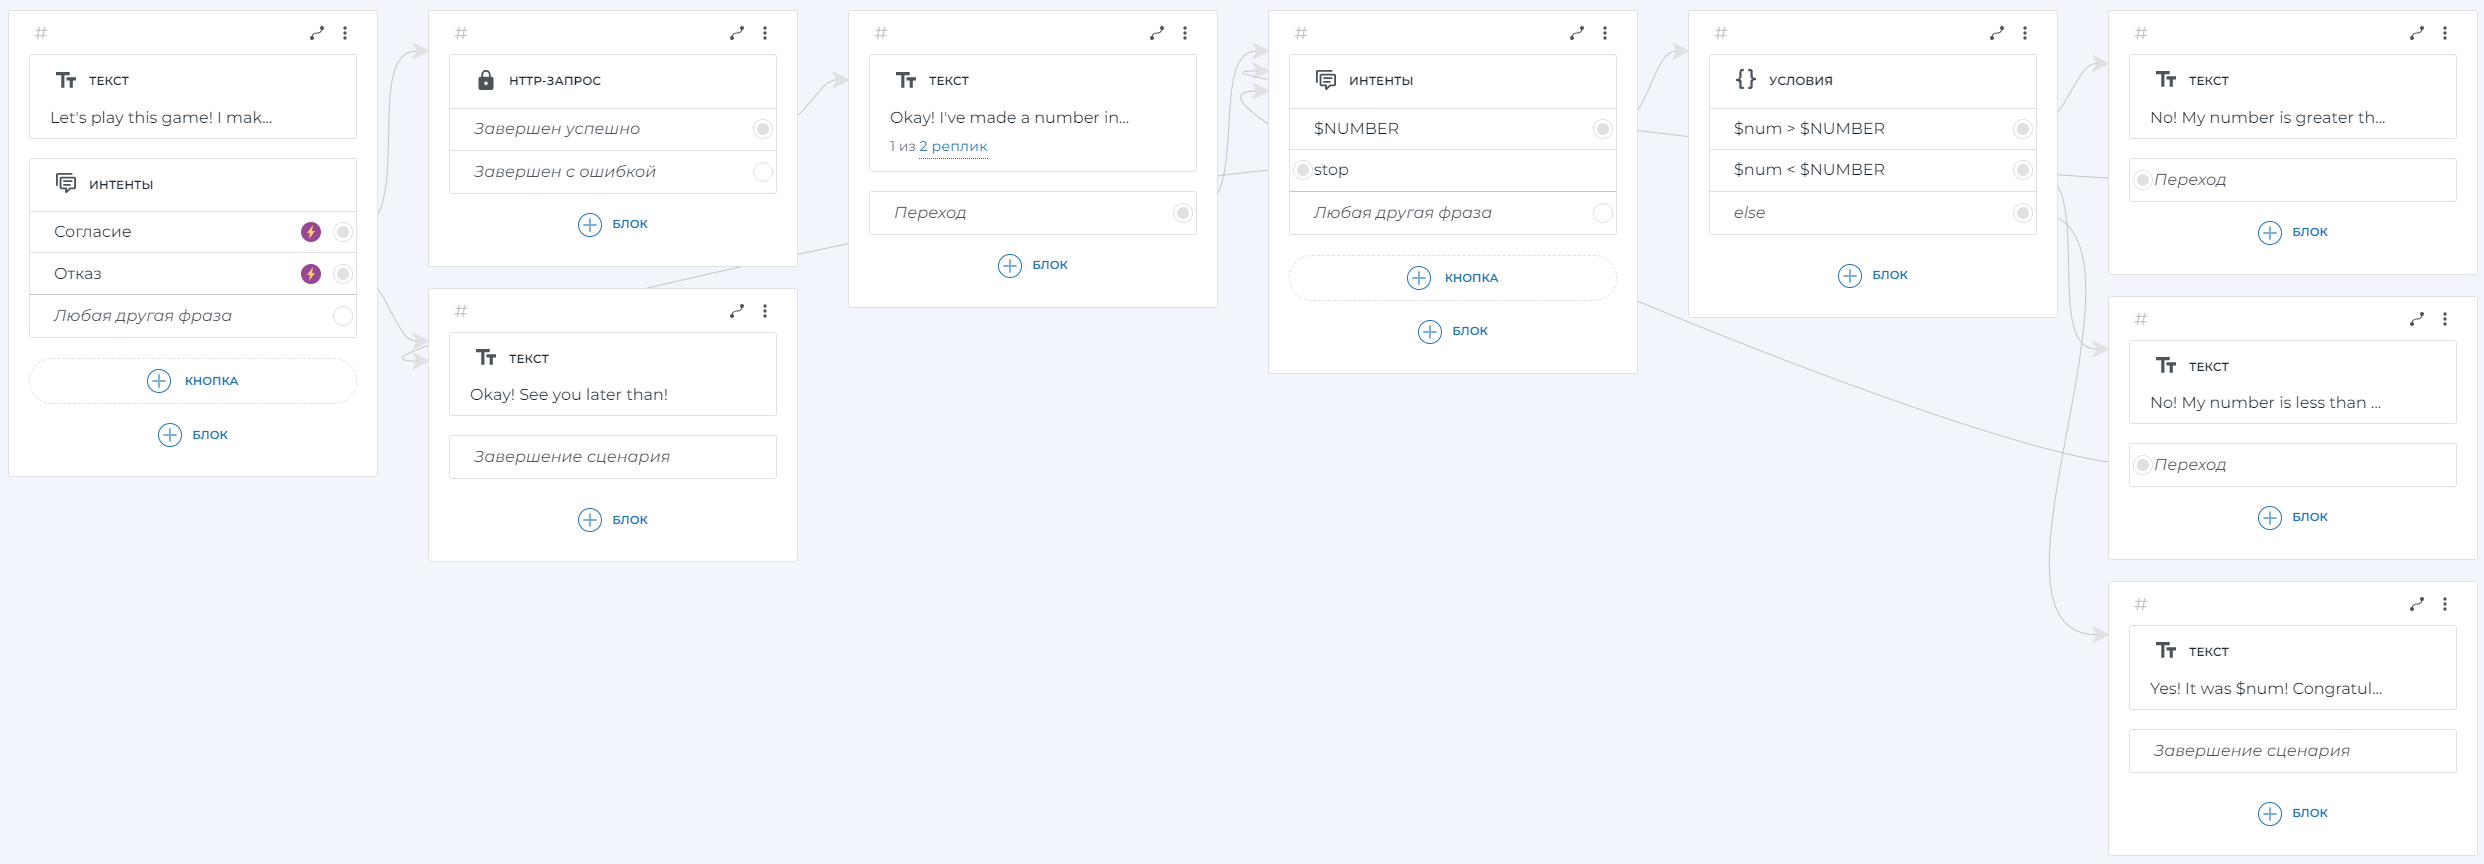 #
ТЕКСТ
Let's play this game! I mak...
ИНТЕНТЫ
Согласие
Отказ
Любая другая фраза
КНОПКА
БЛОК
#
HTTP-ЗАПРОС
Завершен успешно
Завершен с ошибкой
БЛОК
#
ТЕКСТ
Okay! See you later than!
Завершение сценария
БЛОК
#
ТЕКСТ
Okay! I've made a number in...
1 из 2 реплик
Переход
БЛОК
#
ИНТЕНТЫ
$NUMBER
stop
Любая другая фраза
КНОПКА
БЛОК
#
УСЛОВИЯ
$num > $NUMBER
$num < $NUMBER
else
БЛОК
#
ТЕКСТ
No! My number is greater th...
Переход
БЛОК
#
ТЕКСТ
No! My number is less than ...
Переход
БЛОК
#
ТЕКСТ
Yes! It was $num! Congratul...
Завершение сценария
БЛОК